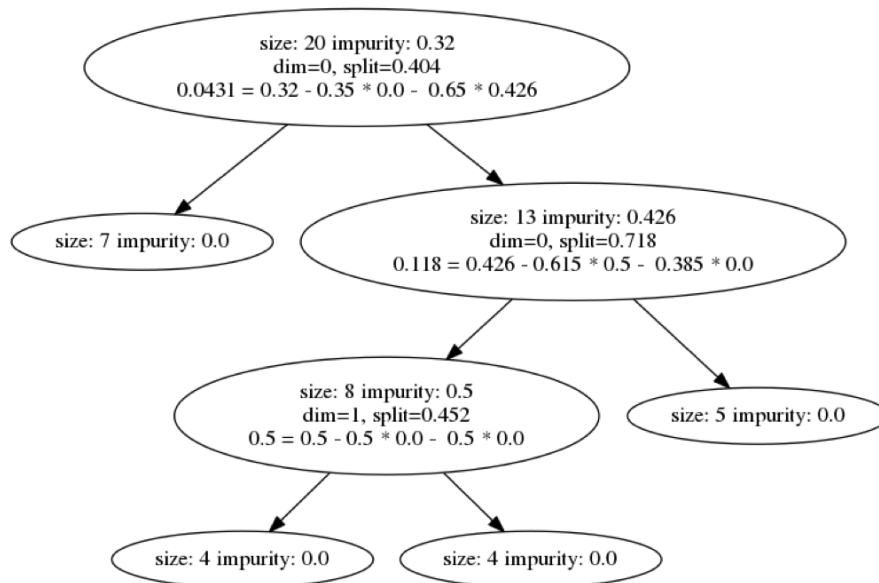 size: 20 impurity: 0.32
dim=0, split=0.404
0.0431 = 0.32 - 0.35 * 0.0 -  0.65 * 0.426
size: 7 impurity: 0.0
size: 13 impurity: 0.426
dim=0, split=0.718
0.118 = 0.426 - 0.615 * 0.5 -  0.385 * 0.0
size: 8 impurity: 0.5
dim=1, split=0.452
0.5 = 0.5 - 0.5 * 0.0 -  0.5 * 0.0
size: 5 impurity: 0.0
size: 4 impurity: 0.0
size: 4 impurity: 0.0